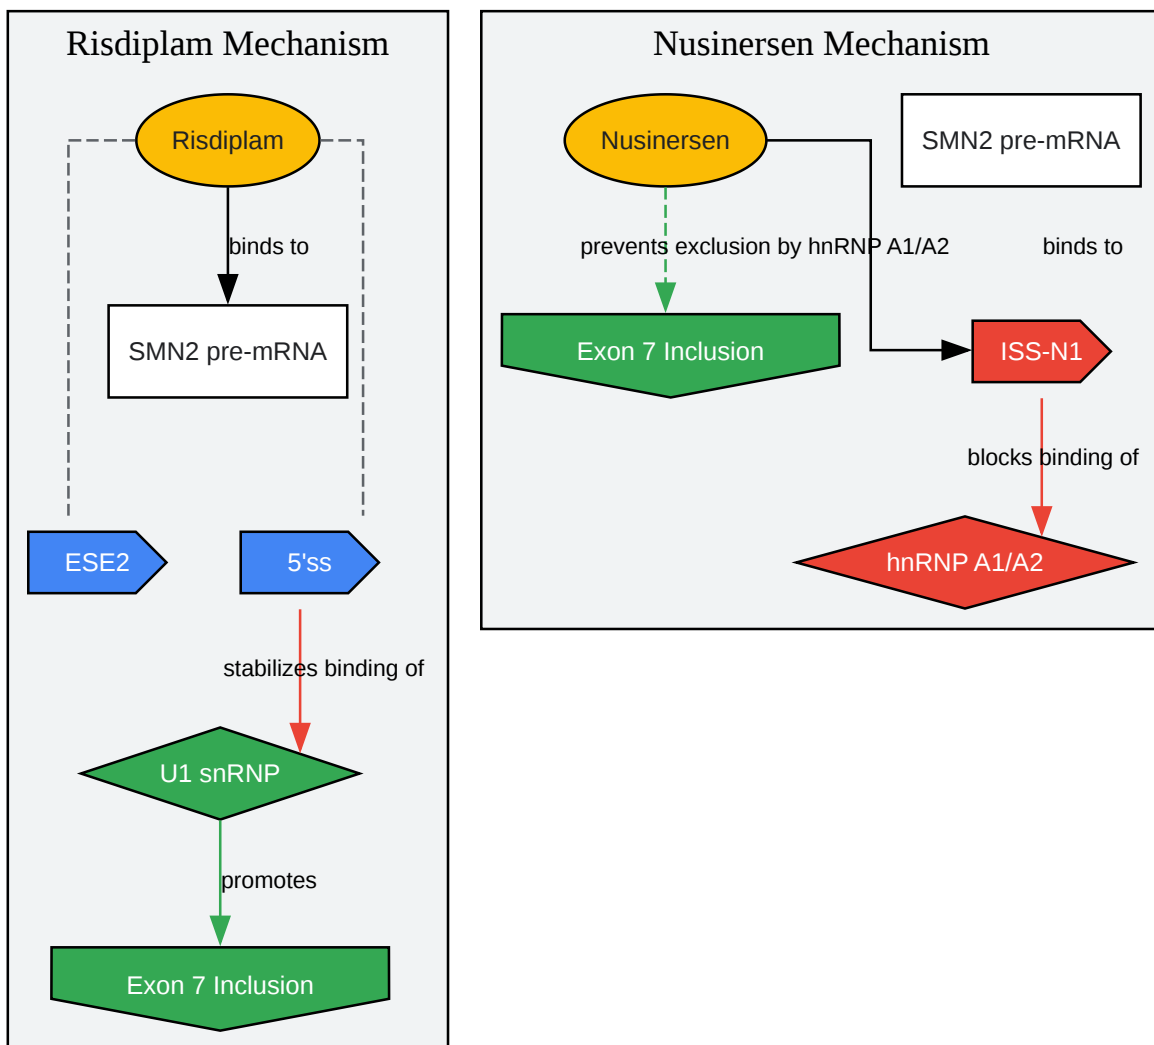 Risdiplam Mechanism
Risdiplam
binds to
SMN2 pre-mRNA
ESE2
5'ss
stabilizes binding of
U1 snRNP
promotes
Exon 7 Inclusion
Nusinersen Mechanism
Nusinersen
SMN2 pre-mRNA
prevents exclusion by hnRNP A1/A2
binds to
Exon 7 Inclusion
ISS-N1
blocks binding of
hnRNP A1/A2